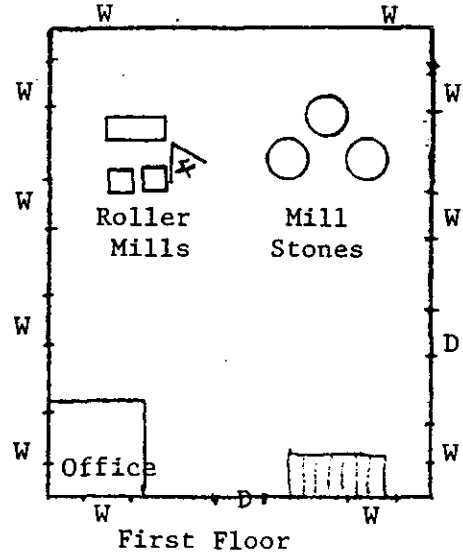 W W
W W
W W
Roller Mill
Mills Stones
W D
W Office W
W D W
First Floor